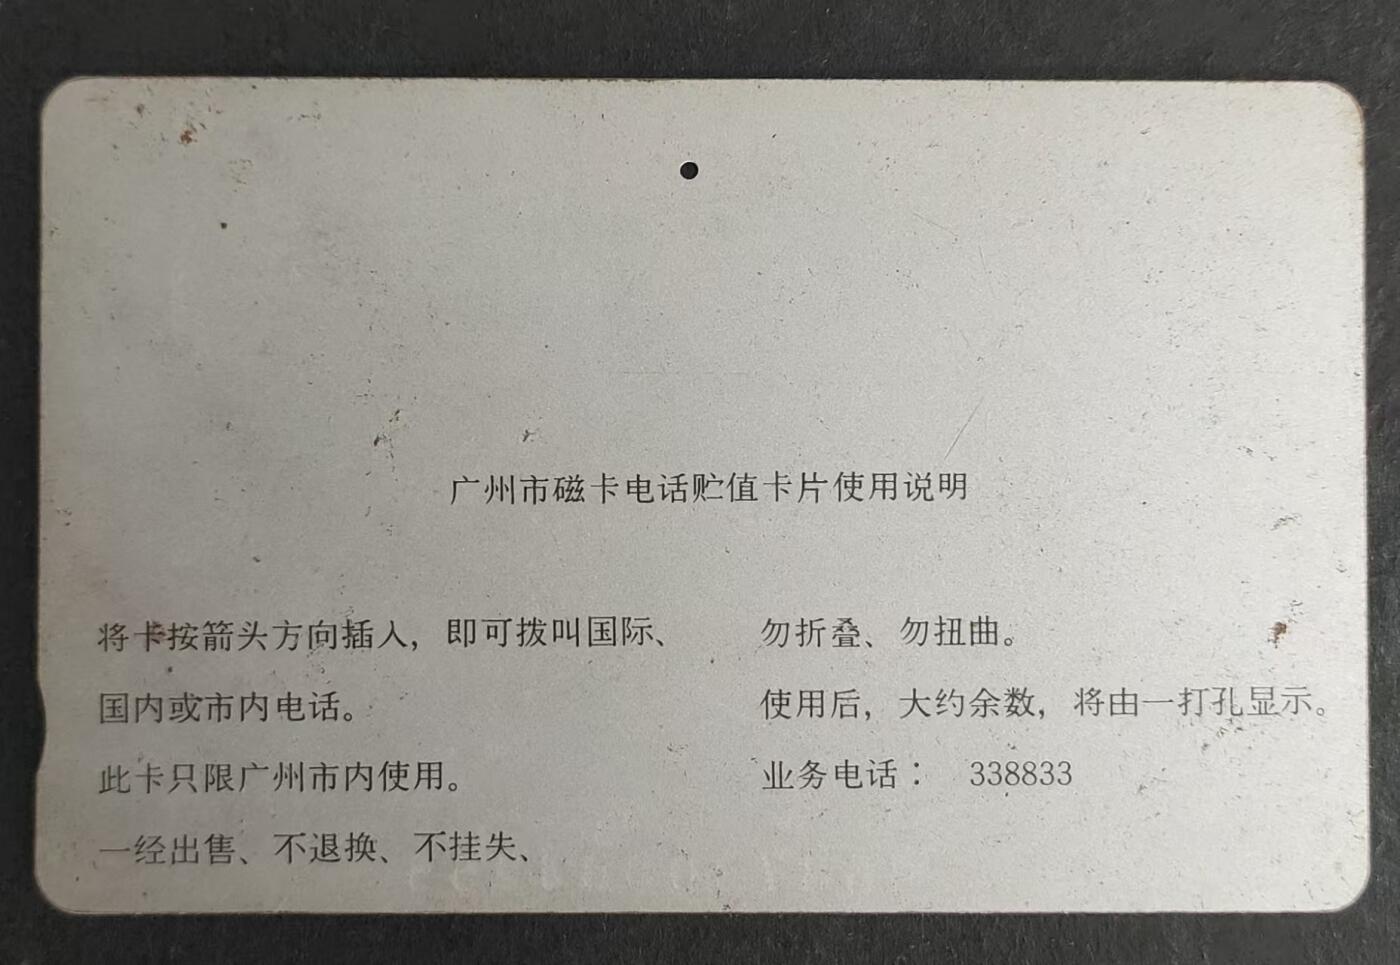 广州市磁卡电话贮值卡片使用说明
将卡按箭头方向插入，即可拨叫国际、
国内或市内电话。
此卡只限广州市内使用。
一经出售、不退换、不挂失、
勿折叠、勿扭曲。
使用后，大约余数，将由一打孔显示。
业务电话： 338833